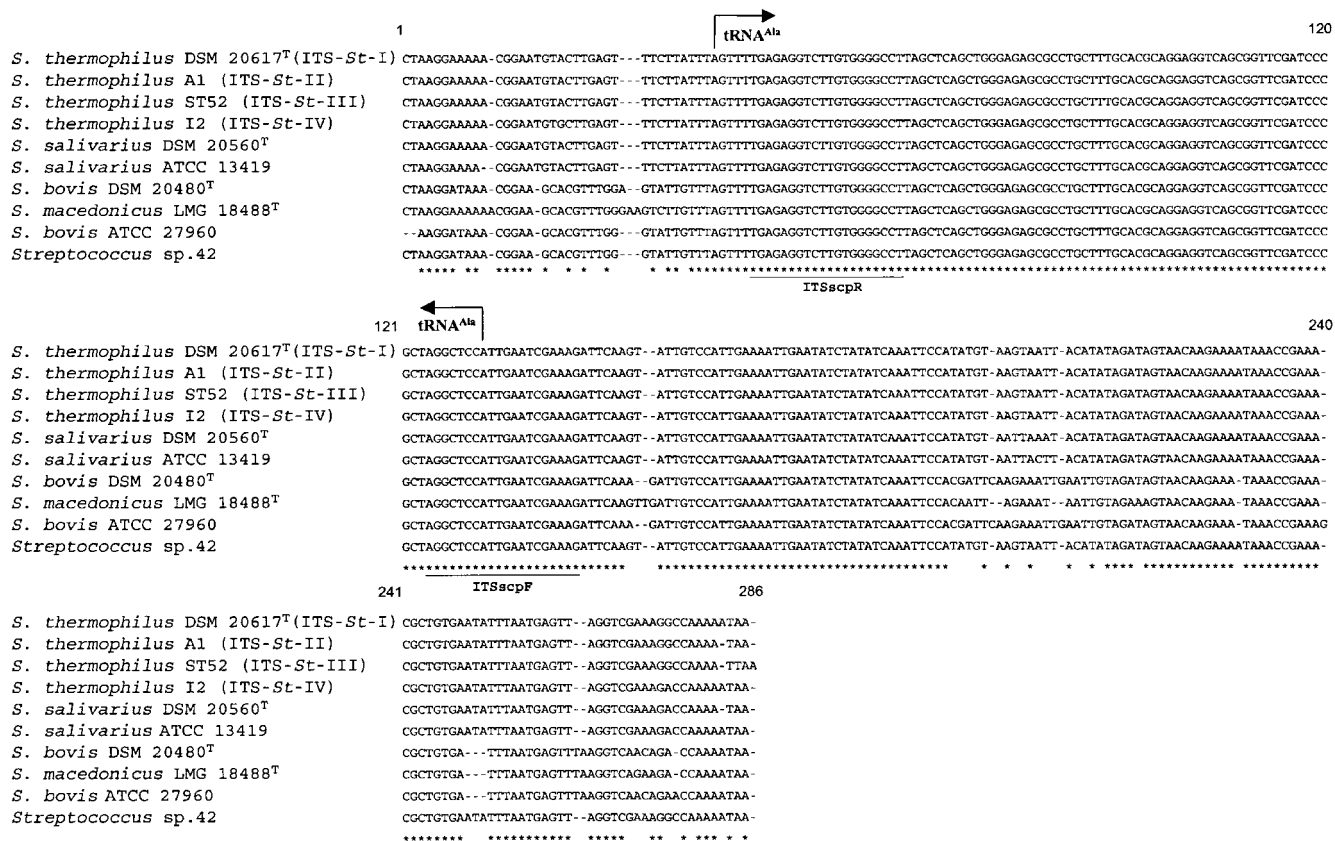 1 tRNA^Ala 120
S. thermophilus DSM 20617^T(ITS-St-I) CTAAGGAAAAA-CGGAATGTACTTGAGT---TTCTTATTTAGTTTTGAGAGGTCTTGTGGGGCCTTAGCTCAGCTGGGAGAGCGCCTGCTTTGCACGCAGGAGGTCAGCGGTTCGATCCC
S. thermophilus A1 (ITS-St-II) CTAAGGAAAAA-CGGAATGTACTTGAGT---TTCTTATTTAGTTTTGAGAGGTCTTGTGGGGCCTTAGCTCAGCTGGGAGAGCGCCTGCTTTGCACGCAGGAGGTCAGCGGTTCGATCCC
S. thermophilus ST52 (ITS-St-III) CTAAGGAAAAA-CGGAATGTACTTGAGT---TTCTTATTTAGTTTTGAGAGGTCTTGTGGGGCCTTAGCTCAGCTGGGAGAGCGCCTGCTTTGCACGCAGGAGGTCAGCGGTTCGATCCC
S. thermophilus I2 (ITS-St-IV) CTAAGGAAAAA-CGGAATGTGCTTGAGT---TTCTTATTTAGTTTTGAGAGGTCTTGTGGGGCCTTAGCTCAGCTGGGAGAGCGCCTGCTTTGCACGCAGGAGGTCAGCGGTTCGATCCC
S. salivarius DSM 20560^T CTAAGGAAAAA-CGGAATGTACTTGAGT---TTCTTATTTAGTTTTGAGAGGTCTTGTGGGGCCTTAGCTCAGCTGGGAGAGCGCCTGCTTTGCACGCAGGAGGTCAGCGGTTCGATCCC
S. salivarius ATCC 13419 CTAAGGAAAA-CGGAATGTACTTGAGT---TTCTTATTTAGTTTTGAGAGGTCTTGTGGGGCCTTAGCTCAGCTGGGAGAGCGCCTGCTTTGCACGCAGGAGGTCAGCGGTTCGATCCC
S. bovis DSM 20480^T CTAAGGATAAA-CGGAA-GCACGTTTGGA--GTATTGTTTAGTTTTGAGAGGTCTTGTGGGGCCTTAGCTCAGCTGGGAGAGCGCCTGCTTTGCACGCAGGAGGTCAGCGGTTCGATCCC
S. macedonicus LMG 18488^T CTAAGGAAAAAACGGAA-GCACGTTTGGGAAGTCTTGTTTAGTTTTGAGAGGTCTTGTGGGGCCTTAGCTCAGCTGGGAGAGCGCCTGCTTTGCACGCAGGAGGTCAGCGGTTCGATCCC
S. bovis ATCC 27960 --AAGGATAAA-CGGAA-GCACGTTTGG---GTATTGTTTAGTTTTGAGAGGTCTTGTGGGGCCTTAGCTCAGCTGGGAGAGCGCCTGCTTTGCACGCAGGAGGTCAGCGGTTCGATCCC
Streptococcus sp.42 CTAAGGATAAA-CGGAA-GCACGTTTGG---GTATTGTTTAGTTTTGAGAGGTCTTGTGGGGCCTTAGCTCAGCTGGGAGAGCGCCTGCTTTGCACGCAGGAGGTCAGCGGTTCGATCCC
ITSscpR
121 tRNA^Ala 240
S. thermophilus DSM 20617^T(ITS-St-I) GCTAGGCTCCATTGAATCGAAAGATTCAAGT--ATTGTCCATTGAAAATTGAATATCTATATCAAATTCCATATGT-AAGTAATT-ACATATAGATAGTAACAAGAAAATAAACCGAAA-
S. thermophilus A1 (ITS-St-II) GCTAGGCTCCATTGAATCGAAAGATTCAAGT--ATTGTCCATTGAAAATTGAATATCTATATCAAATTCCATATGT-AAGTAATT-ACATATAGATAGTAACAAGAAAATAAACCGAAA-
S. thermophilus ST52 (ITS-St-III) GCTAGGCTCCATTGAATCGAAAGATTCAAGT--ATTGTCCATTGAAAATTGAATATCTATATCAAATTCCATATGT-AAGTAATT-ACATATAGATAGTAACAAGAAAATAAACCGAAA-
S. thermophilus I2 (ITS-St-IV) GCTAGGCTCCATTGAATCGAAAGATTCAAGT--ATTGTCCATTGAAAATTGAATATCTATATCAAATTCCATATGT-AAGTAATT-ACATATAGATAGTAACAAGAAAATAAACCGAAA-
S. salivarius DSM 20560^T GCTAGGCTCCATTGAATCGAAAGATTCAAGT--ATTGTCCATTGAAAATTGAATATCTATATCAAATTCCATATGT-AATTAAAT-ACATATAGATAGTAACAAGAAAATAAACCGAAA-
S. salivarius ATCC 13419 GCTAGGCTCCATTGAATCGAAAGATTCAAGT--ATTGTCCATTGAAAATTGAATATCTATATCAAATTCCATATGT-AATTACTT-ACATATAGATAGTAACAAGAAAATAAACCGAAA-
S. bovis DSM 20480^T GCTAGGCTCCATTGAATCGAAAGATTCAAA--GATTGTCCATTGAAAATTGAATATCTATATCAAATTCCACGATTCAAGAAATTGAATTGTAGATAGTAACAAGAAA-TAAACCGAAA-
S. macedonicus LMG 18488^T GCTAGGCTCCATTGAATCGAAAGATTCAAGTTGATTGTCCATTGAAAATTGAATATCTATATCAAATTCCACAATT-AGAAAT--AATTGTAGAAAGTAACAAGAAAATAAACCGAAA-
S. bovis ATCC 27960 GCTAGGCTCCATTGAATCGAAAGATTCAAA--GATTGTCCATTGAAAATTGAATATCTATATCAAATTCCACGATTCAAGAAATTGAATTGTAGATAGTAACAAGAAA-TAAACCGAAAG
Streptococcus sp.42 GCTAGGCTCCATTGAATCGAAAGATTCAAGT--ATTGTCCATTGAAAATTGAATATCTATATCAAATTCCATATGT-AAGTAATT-ACATATAGATAGTAACAAGAAAATAAACCGAAA-
ITSscpF
241 286
S. thermophilus DSM 20617^T(ITS-St-I) CGCTGTGAATATTTAATGAGTT--AGGTCGAAAGGCCAAAAATAA-
S. thermophilus A1 (ITS-St-II) CGCTGTGAATATTTAATGAGTT--AGGTCGAAAGGCCAAAA-TAA-
S. thermophilus ST52 (ITS-St-III) CGCTGTGAATATTTAATGAGTT--AGGTCGAAAGGCCAAAA-TTAA
S. thermophilus I2 (ITS-St-IV) CGCTGTGAATATTTAATGAGTT--AGGTCGAAAGACCAAAAATAA-
S. salivarius DSM 20560^T CGCTGTGAATATTTAATGAGTT--AGGTCGAAAGACCAAAA-TAA-
S. salivarius ATCC 13419 CGCTGTGAATATTTAATGAGTT--AGGTCGAAAGACCAAAAATAA-
S. bovis DSM 20480^T CGCTGTGA---TTTAATGAGTTTAAGGTCAACAGA-CCAAAATAA-
S. macedonicus LMG 18488^T CGCTGTGA---TTTAATGAGTTTAAGGTCAGAAGA-CCAAAATAA-
S. bovis ATCC 27960 CGCTGTGA---TTTAATGAGTTTAAGGTCAACAGAACCAAAATAA-
Streptococcus sp.42 CGCTGTGAATATTTAATGAGTT--AGGTCGAAAGGCCAAAAATAA-